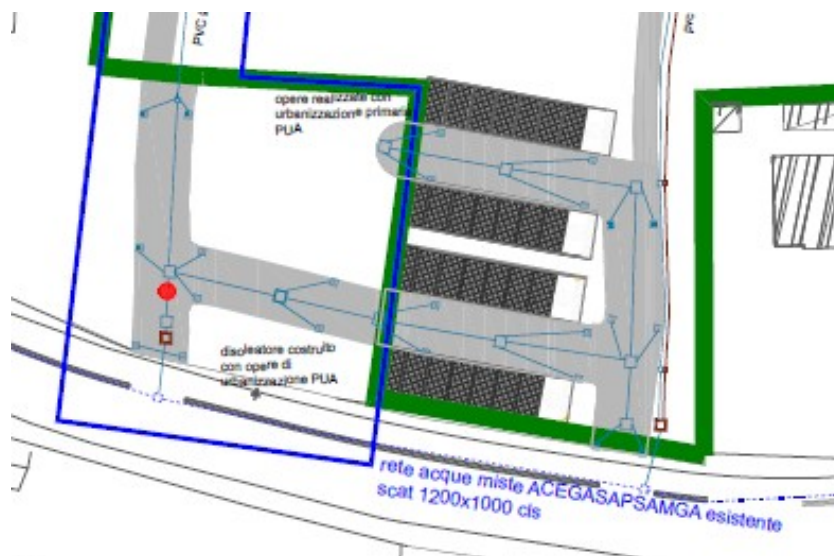 PVC
opere realizzate con
urbanizzazione primaria
PUA
disoleatore costruito
con opere di
urbanizzazione PUA
rete acque miste ACEGASAPSAMGA esistente
scat 1200x1000 cls